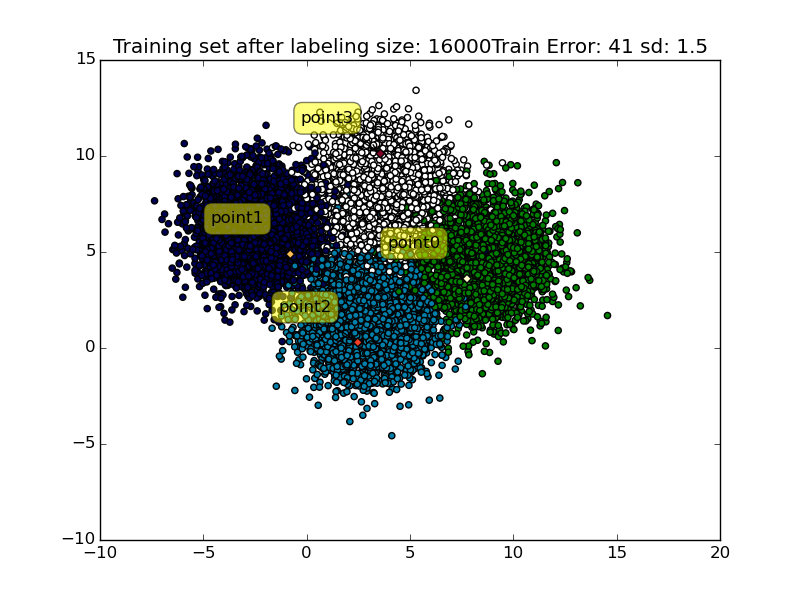 Training set after labeling size: 16000Train Error: 41 sd: 1.5
15
10
5
0
−5
−10
point3
point1
point0
point2
−10
−5
0
5
10
15
20